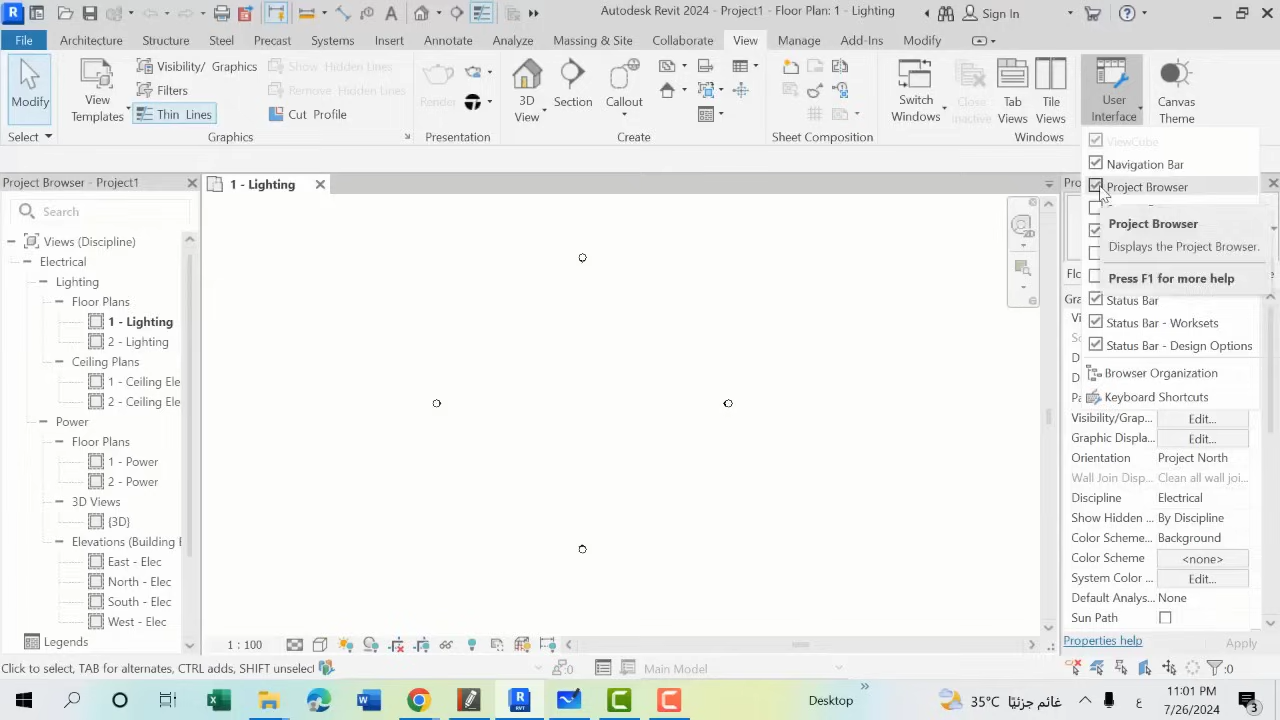 Autodesk Revit 202 - Project1 - Floor Plan: 1 - Lighting
Sign In
File
Architecture
Structure
Steel
Precast
Systems
Insert
Annotate
Analyze
Massing & Site
Collabora
View
Manage
Add-Ins
Modify
Modify
View
Templates
Visibility/ Graphics
Filters
Thin Lines
Show Hidden Lines
Remove Hidden Lines
Cut Profile
Render
3D
View
Section
Callout
Switch
Windows
Close
Inactive
Tab
Views
Tile
Views
User
Interface
Canvas
Theme
Select
Graphics
Presentation
Create
Sheet Composition
Windows
ViewCube
Navigation Bar
Project Browser
Project Browser
Displays the Project Browser.
Press F1 for more help
Status Bar
Status Bar - Worksets
Status Bar - Design Options
Browser Organization
Keyboard Shortcuts
Project Browser - Project1
1 - Lighting
Search
Views (Discipline)
Electrical
Lighting
Floor Plans
1 - Lighting
2 - Lighting
Ceiling Plans
1 - Ceiling Ele
2 - Ceiling Ele
Power
Floor Plans
1 - Power
2 - Power
3D Views
(3D)
Elevations (Building E
East - Elec
North - Elec
South - Elec
West - Elec
Legends
Visibility/Grap... Edit...
Graphic Displa... Edit...
Orientation Project North
Wall Join Disp... Clean all wall joi...
Discipline Electrical
Show Hidden ... By Discipline
Color Scheme... Background
Color Scheme <none>
System Color ... Edit...
Default Analys... None
Sun Path
Properties help
Apply
1 : 100
Click to select, TAB for alternates, CTRL adds, SHIFT unselect
:0
Main Model
:0
Desktop
35°C غائم جزئيًا
ع
11:01 PM
7/26/2024
3